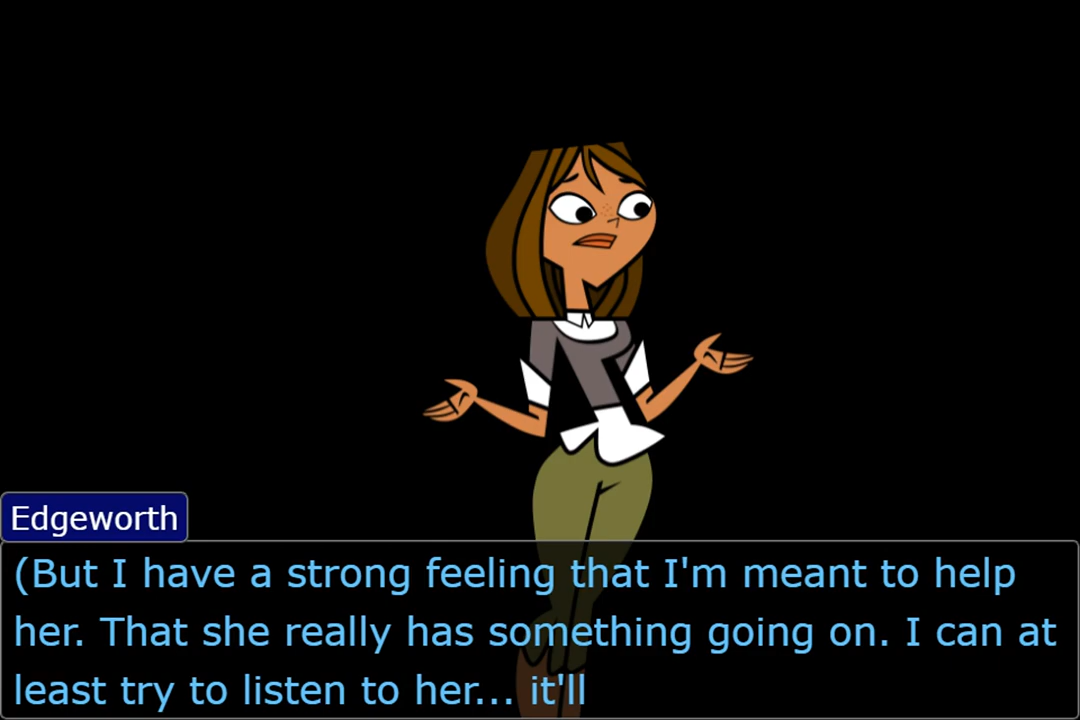 Edgeworth
(But I have a strong feeling that I'm meant to help
her. That she really has something going on. I can at
least try to listen to her... it'll